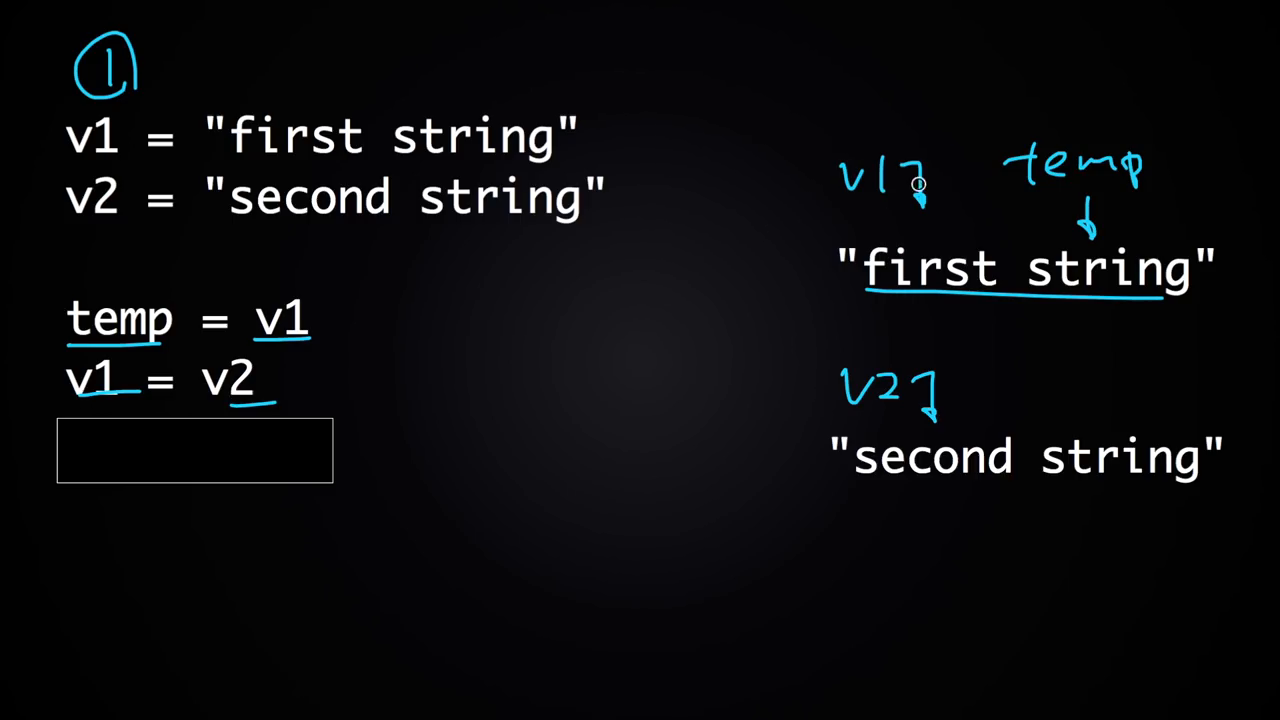 1
v1 = "first string"
v2 = "second string"
temp = v1
v1 = v2
v1 temp
"first string"
v2
"second string"